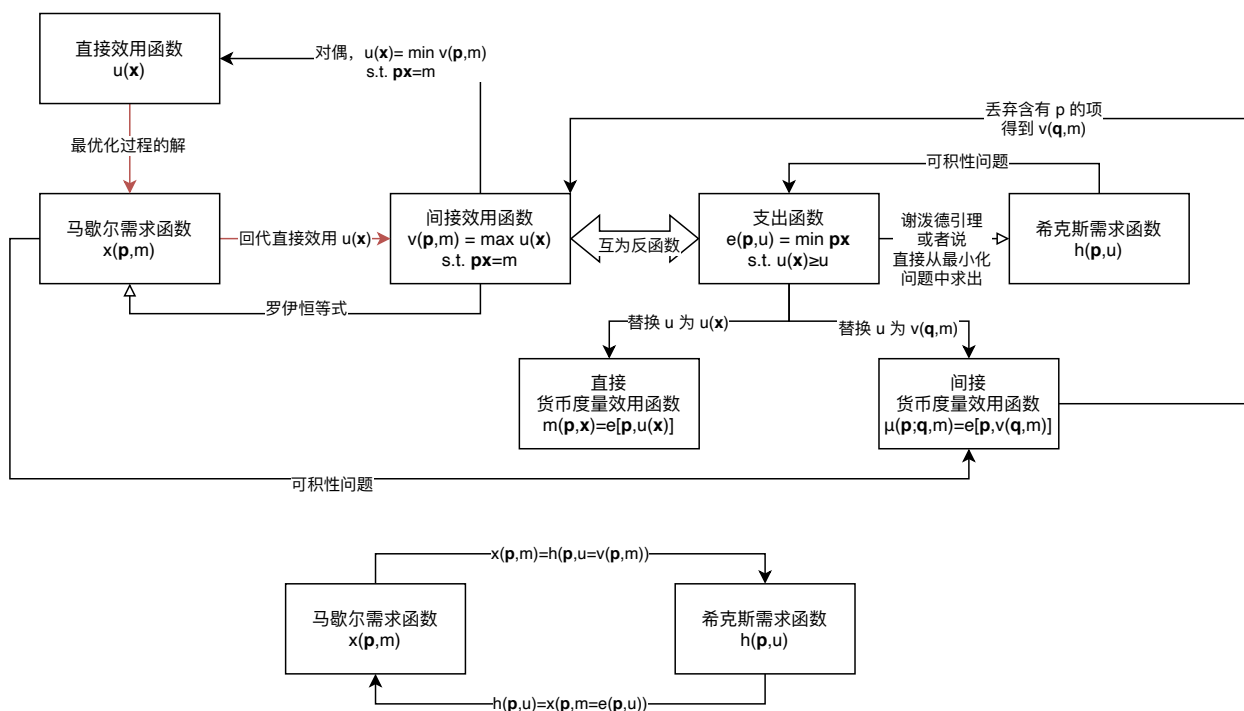 直接效用函数
u(x)
对偶，u(x)= min v(p,m)
s.t. px=m
最优化过程的解
丢弃含有 p 的项
得到 v(q,m)
可积性问题
马歇尔需求函数
x(p,m)
回代直接效用 u(x)
间接效用函数
v(p,m) = max u(x)
s.t. px=m
互为反函数
支出函数
e(p,u) = min px
s.t. u(x)≥u
谢泼德引理
或者说
直接从最小化
问题中求出
希克斯需求函数
h(p,u)
罗伊恒等式
替换 u 为 u(x)
替换 u 为 v(q,m)
直接
货币度量效用函数
m(p,x)=e[p,u(x)]
间接
货币度量效用函数
μ(p;q,m)=e[p,v(q,m)]
可积性问题
x(p,m)=h(p,u=v(p,m))
马歇尔需求函数
x(p,m)
希克斯需求函数
h(p,u)
h(p,u)=x(p,m=e(p,u))